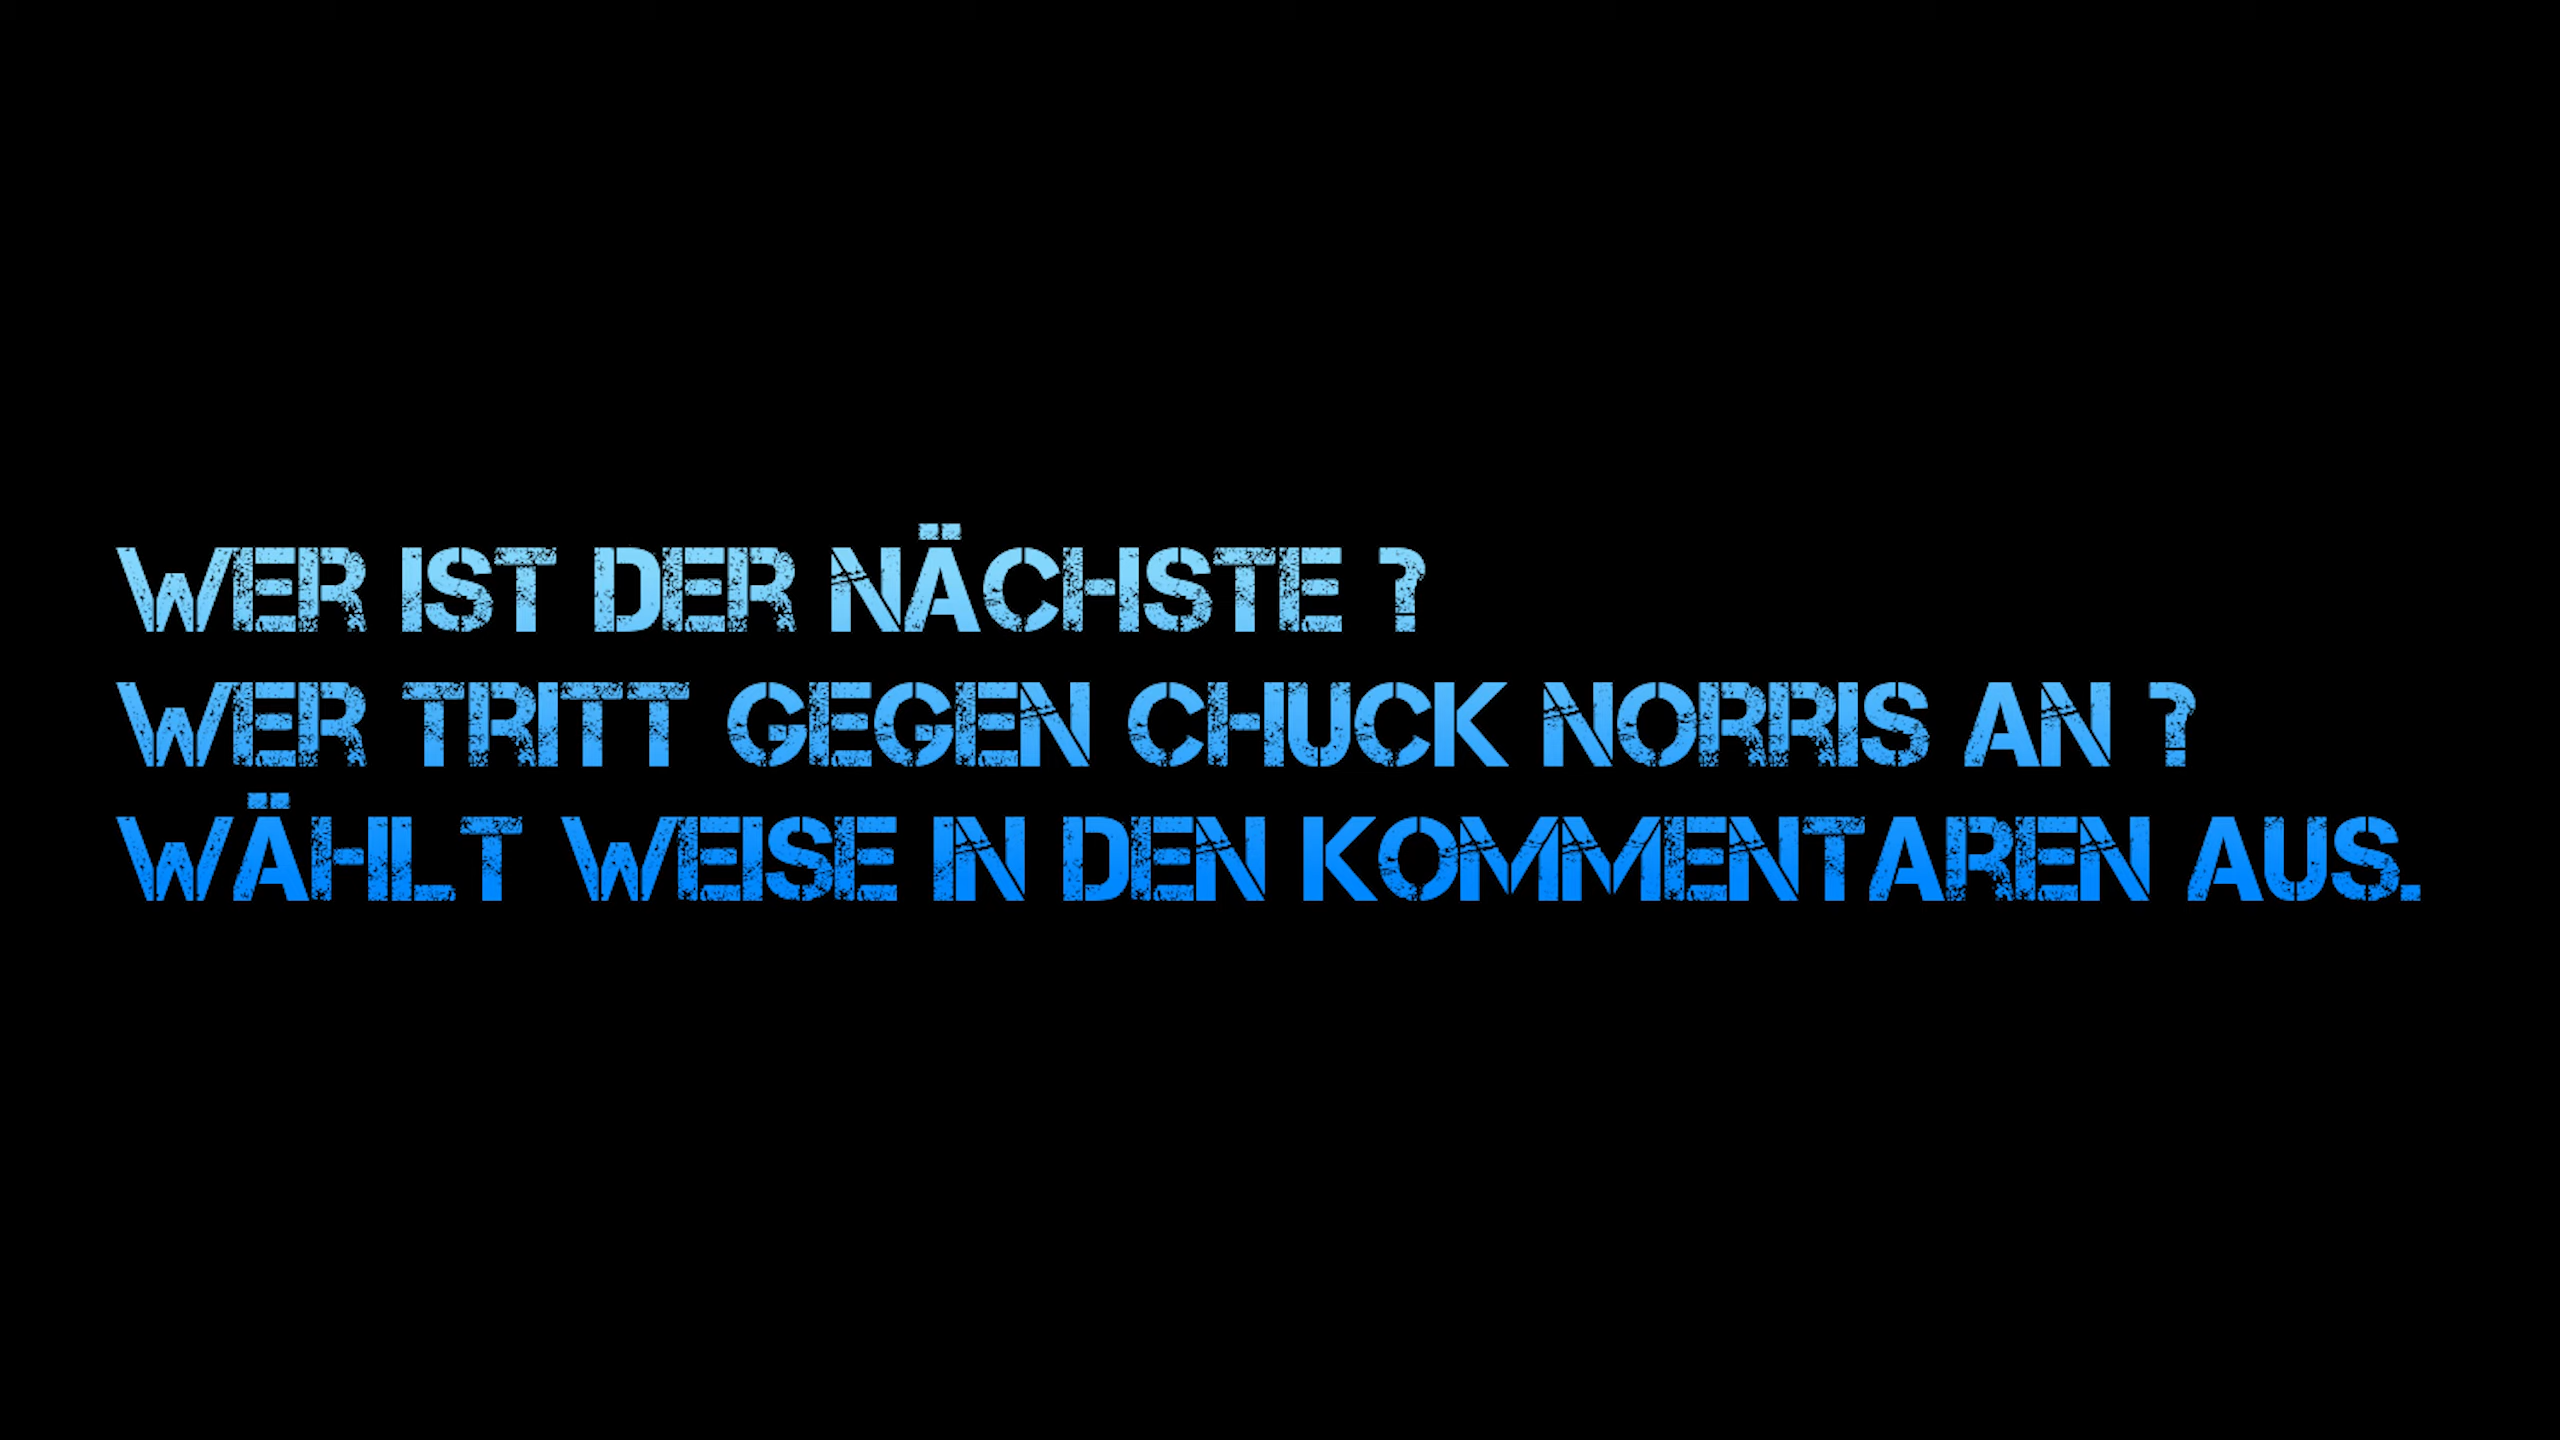 WER IST DER NÄCHSTE ?
WER TRITT GEGEN CHUCK NORRIS AN ?
WÄHLT WEISE IN DEN KOMMENTAREN AUS.